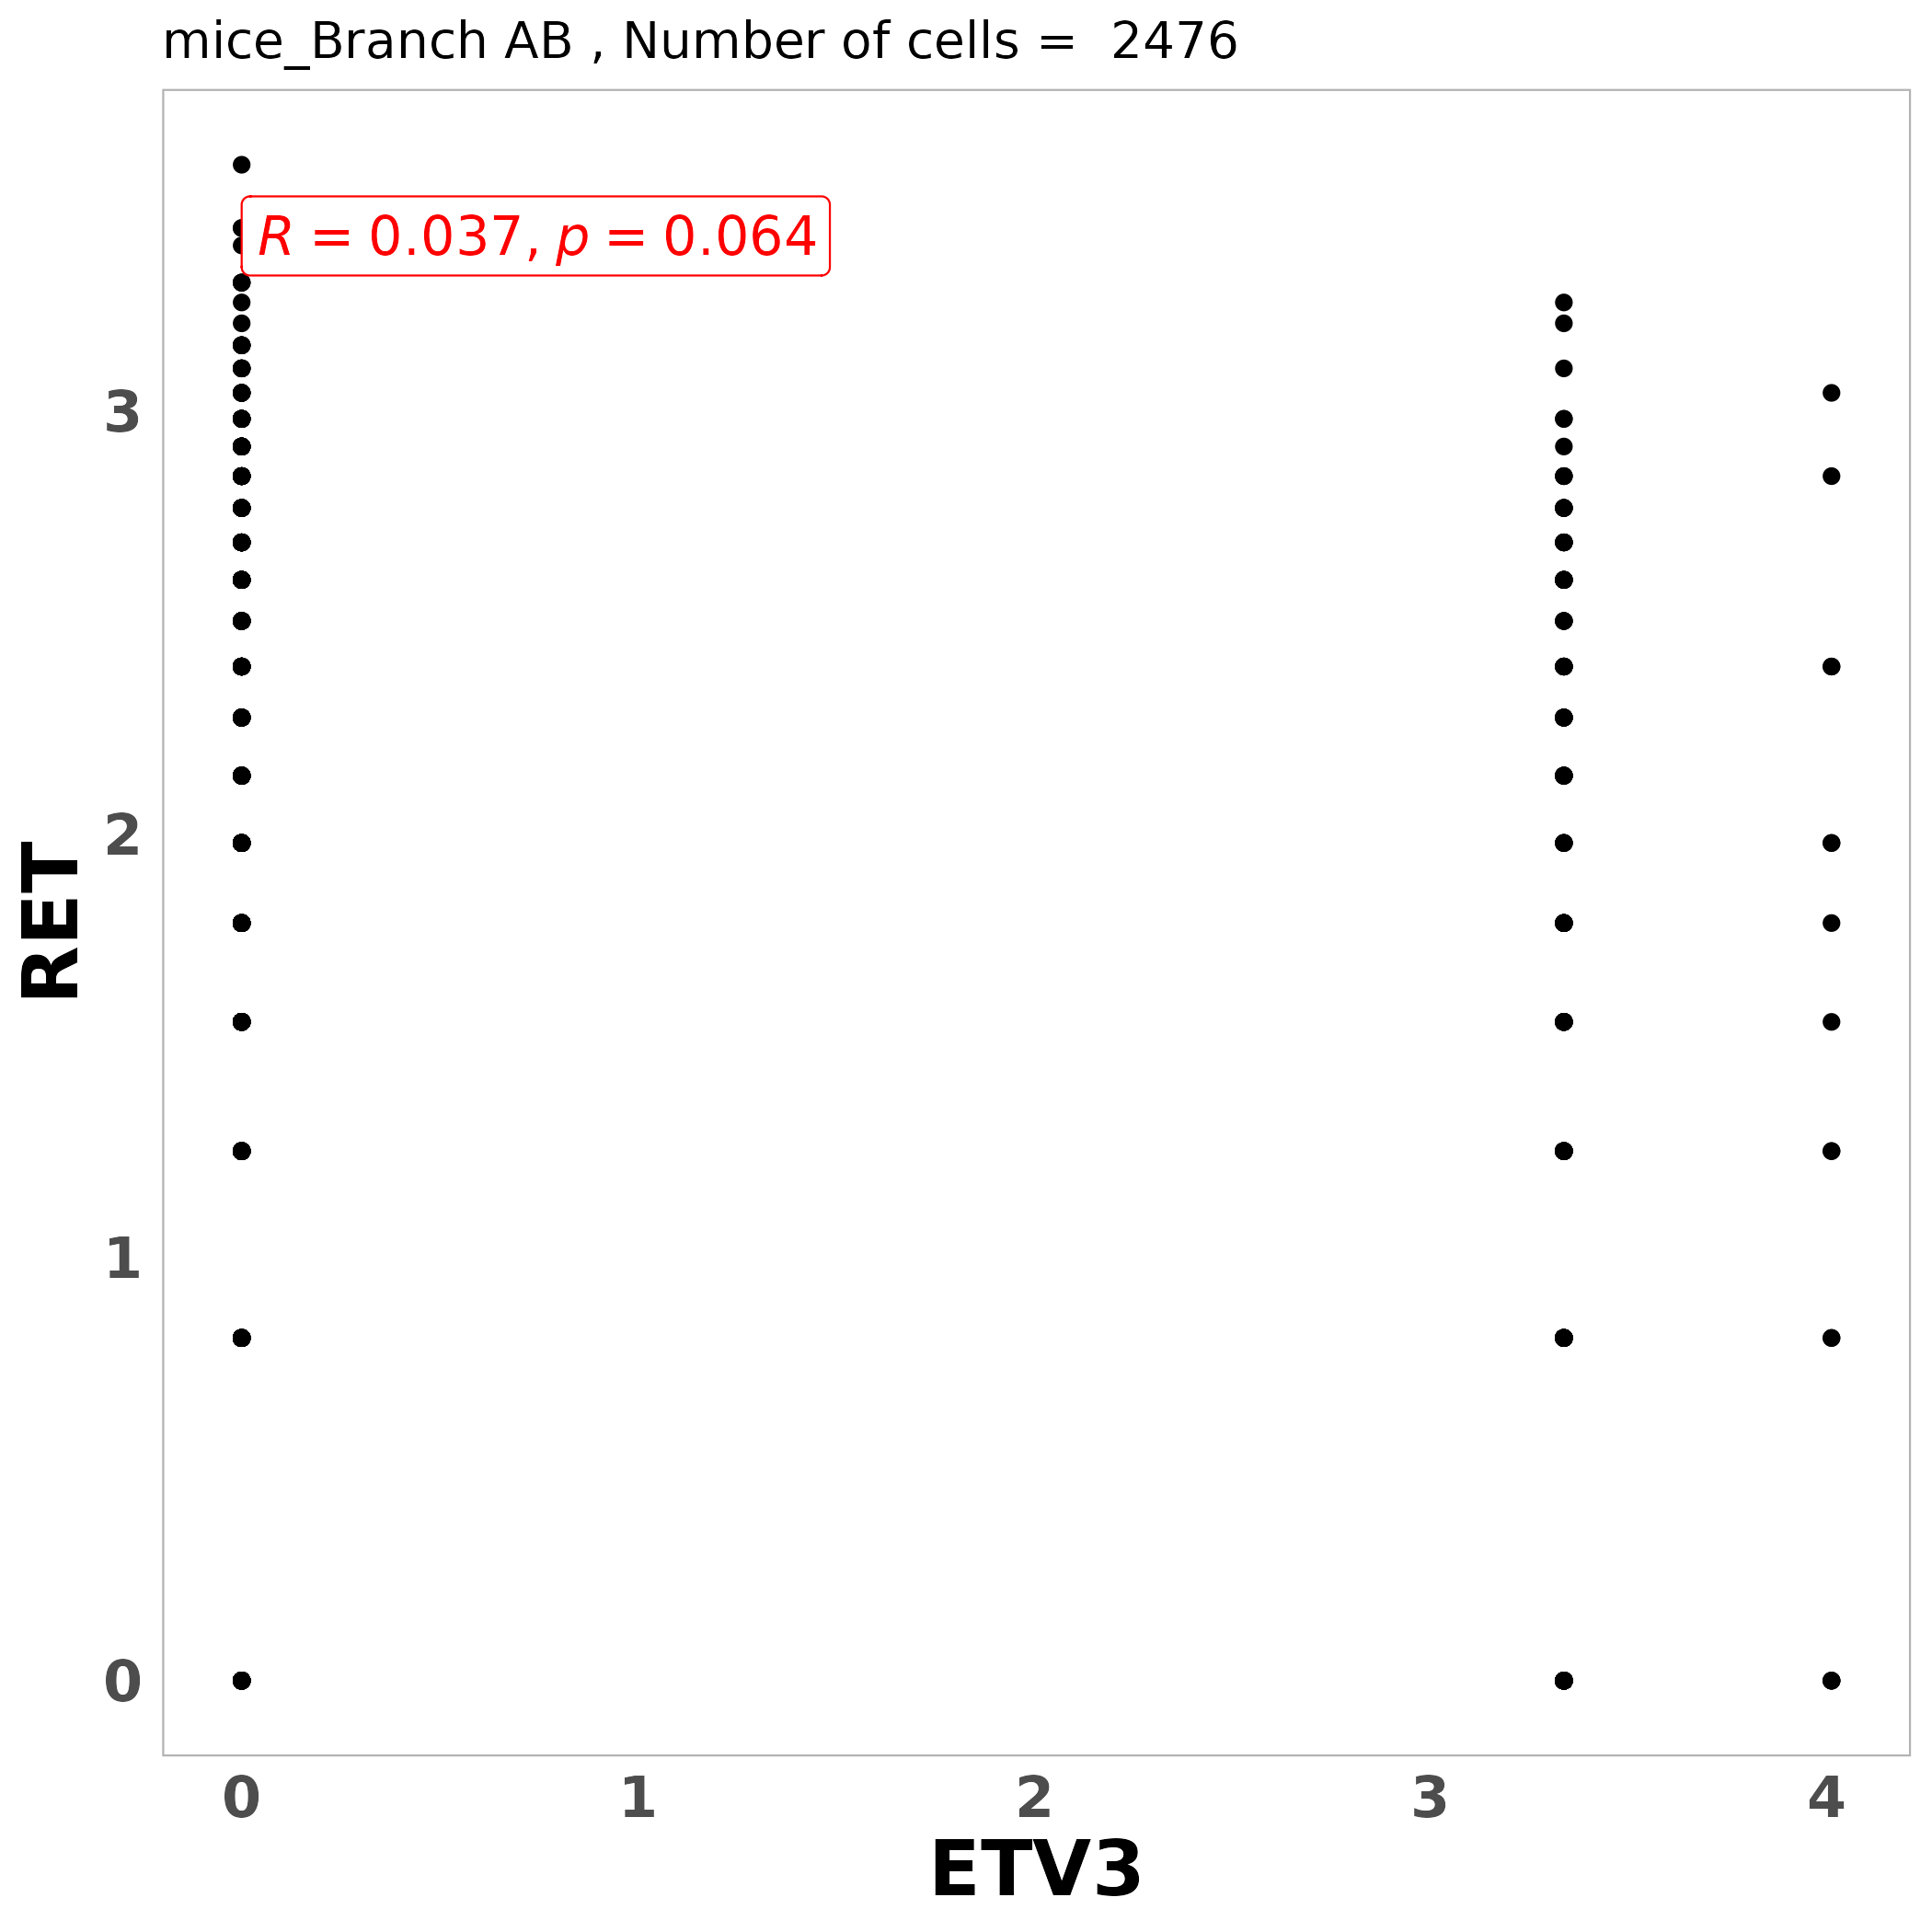 mice_Branch AB , Number of cells =  2476
R = 0.037, p = 0.064
3
2
1
0
RET
0 1 2 3 4
ETV3